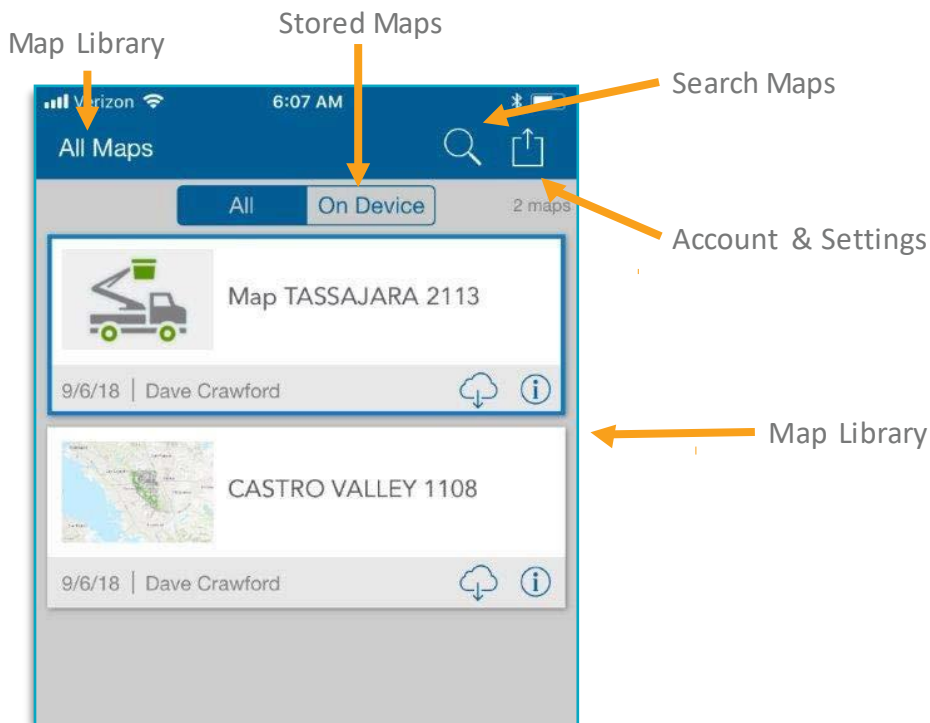 Stored Maps
Map Library
Search Maps
Verizon 6:07 AM
All Maps
All On Device 2 maps
Account & Settings
Map TASSAJARA 2113
9/6/18 | Dave Crawford
Map Library
CASTRO VALLEY 1108
9/6/18 | Dave Crawford